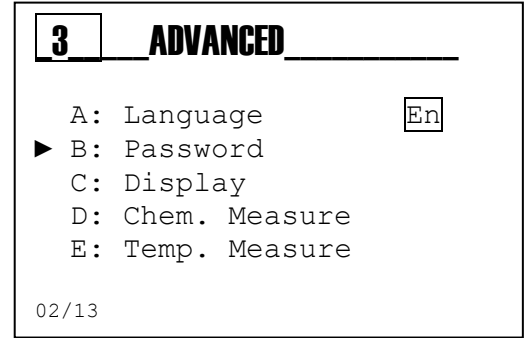 3 ADVANCED
A: Language En
► B: Password
C: Display
D: Chem. Measure
E: Temp. Measure
02/13